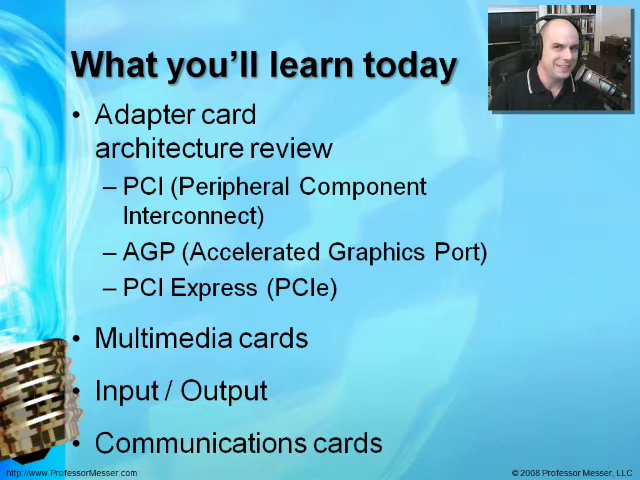 What you'll learn today
• Adapter card
architecture review
– PCI (Peripheral Component
Interconnect)
– AGP (Accelerated Graphics Port)
– PCI Express (PCIe)
• Multimedia cards
• Input / Output
• Communications cards
http://www.ProfessorMesser.com
© 2008 Professor Messer, LLC